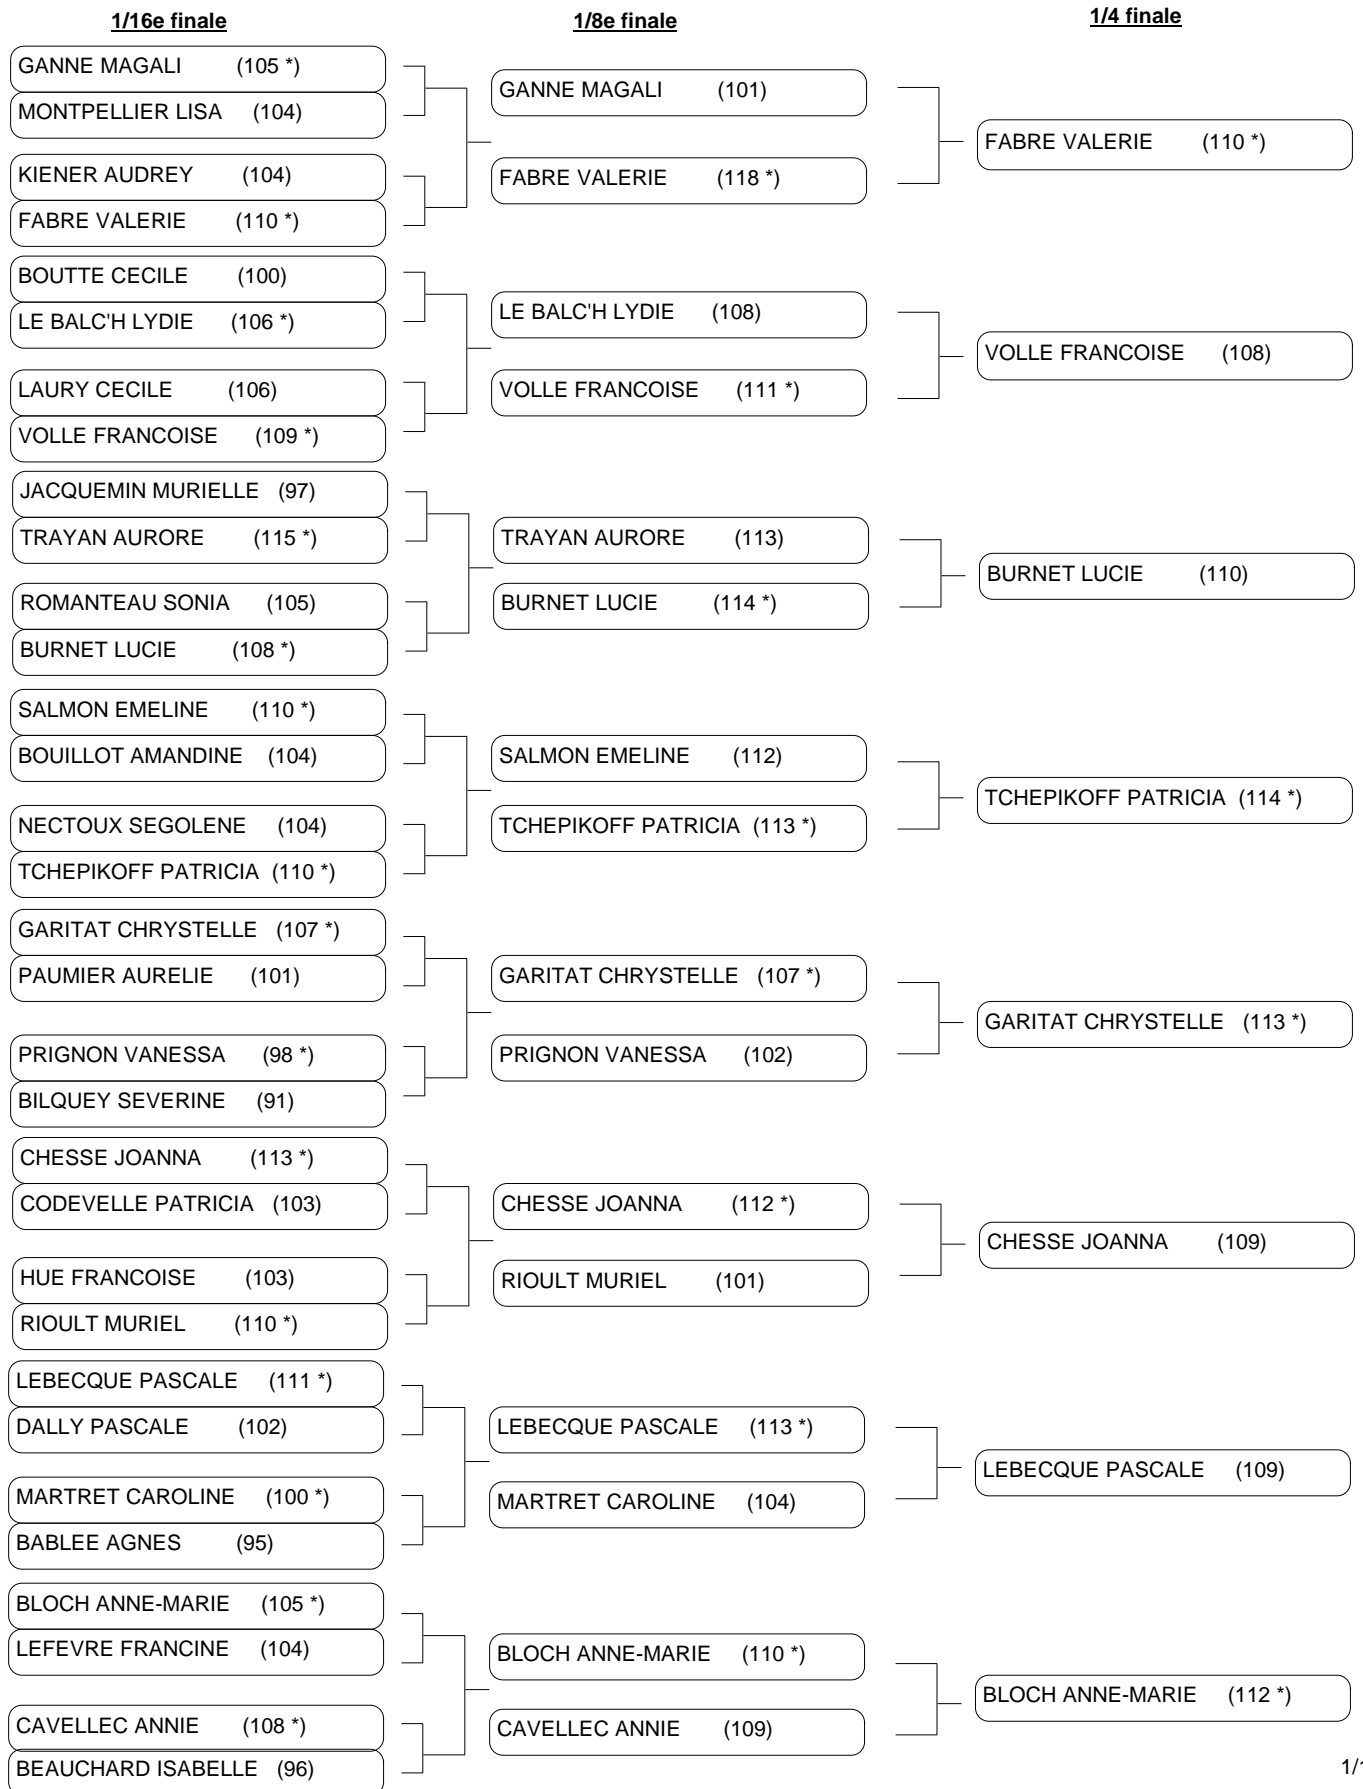 1/16e finale
GANNE MAGALI (105 *)
MONTPELLIER LISA (104)
KIENER AUDREY (104)
FABRE VALERIE (110 *)
BOUTTE CECILE (100)
LE BALC'H LYDIE (106 *)
LAURY CECILE (106)
VOLLE FRANCOISE (109 *)
JACQUEMIN MURIELLE (97)
TRAYAN AURORE (115 *)
ROMANTEAU SONIA (105)
BURNET LUCIE (108 *)
SALMON EMELINE (110 *)
BOUILLOT AMANDINE (104)
NECTOUX SEGOLENE (104)
TCHEPIKOFF PATRICIA (110 *)
GARITAT CHRYSTELLE (107 *)
PAUMIER AURELIE (101)
PRIGNON VANESSA (98 *)
BILQUEY SEVERINE (91)
CHESSE JOANNA (113 *)
CODEVELLE PATRICIA (103)
HUE FRANCOISE (103)
RIOULT MURIEL (110 *)
LEBECQUE PASCALE (111 *)
DALLY PASCALE (102)
MARTRET CAROLINE (100 *)
BABLEE AGNES (95)
BLOCH ANNE-MARIE (105 *)
LEFEVRE FRANCINE (104)
CAVELLEC ANNIE (108 *)
BEAUCHARD ISABELLE (96)
1/8e finale
GANNE MAGALI (101)
FABRE VALERIE (118 *)
LE BALC'H LYDIE (108)
VOLLE FRANCOISE (111 *)
TRAYAN AURORE (113)
BURNET LUCIE (114 *)
SALMON EMELINE (112)
TCHEPIKOFF PATRICIA (113 *)
GARITAT CHRYSTELLE (107 *)
PRIGNON VANESSA (102)
CHESSE JOANNA (112 *)
RIOULT MURIEL (101)
LEBECQUE PASCALE (113 *)
MARTRET CAROLINE (104)
BLOCH ANNE-MARIE (110 *)
CAVELLEC ANNIE (109)
1/4 finale
FABRE VALERIE (110 *)
VOLLE FRANCOISE (108)
BURNET LUCIE (110)
TCHEPIKOFF PATRICIA (114 *)
GARITAT CHRYSTELLE (113 *)
CHESSE JOANNA (109)
LEBECQUE PASCALE (109)
BLOCH ANNE-MARIE (112 *)